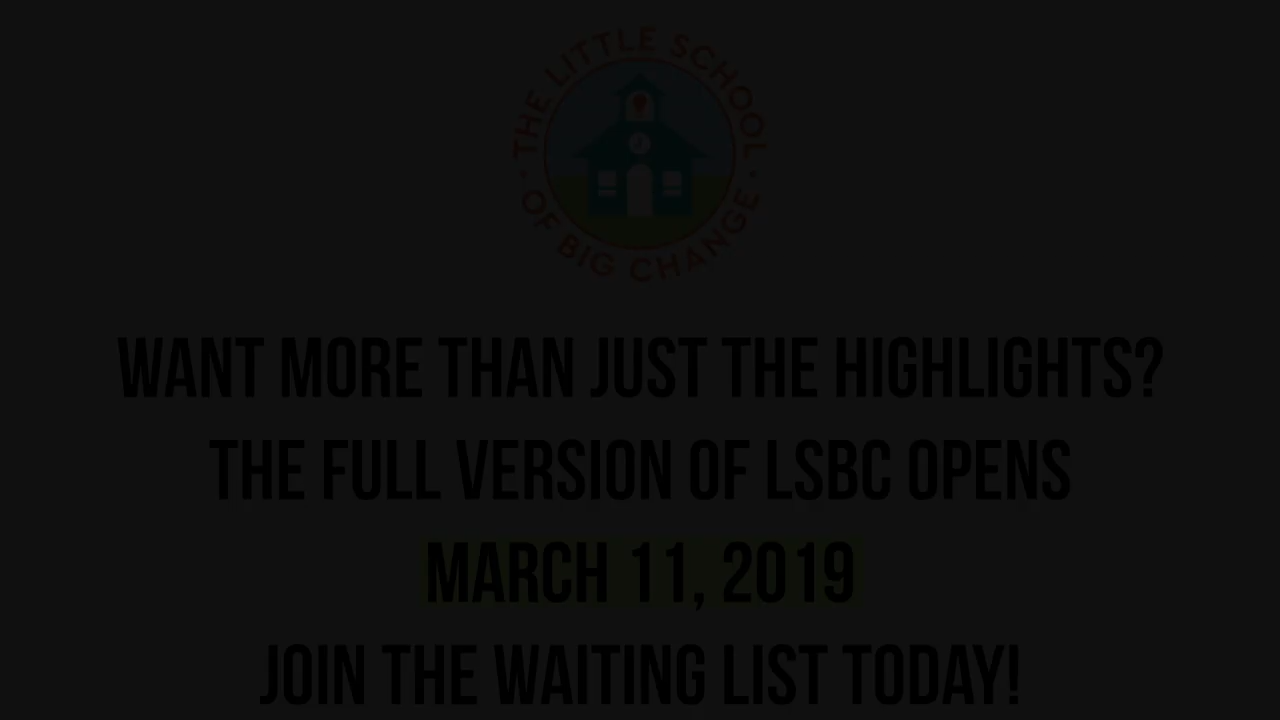 THE LITTLE SCHOOL
OF BIG CHANGE
WANT MORE THAN JUST THE HIGHLIGHTS?
THE FULL VERSION OF LSBC OPENS
MARCH 11, 2019
JOIN THE WAITING LIST TODAY!